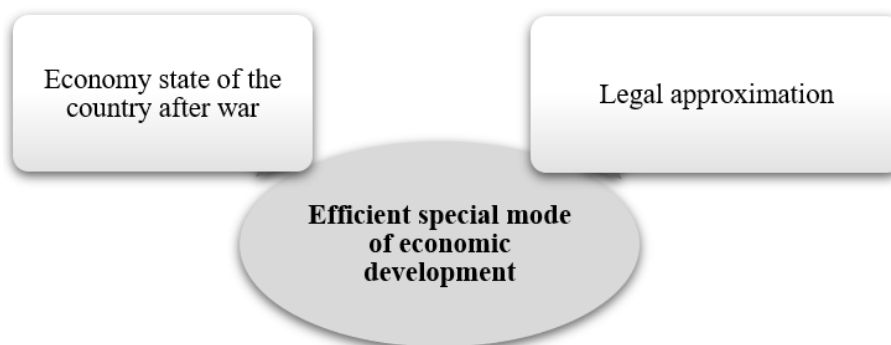 Economy state of the
country after war
Legal approximation
Efficient special mode
of economic
development